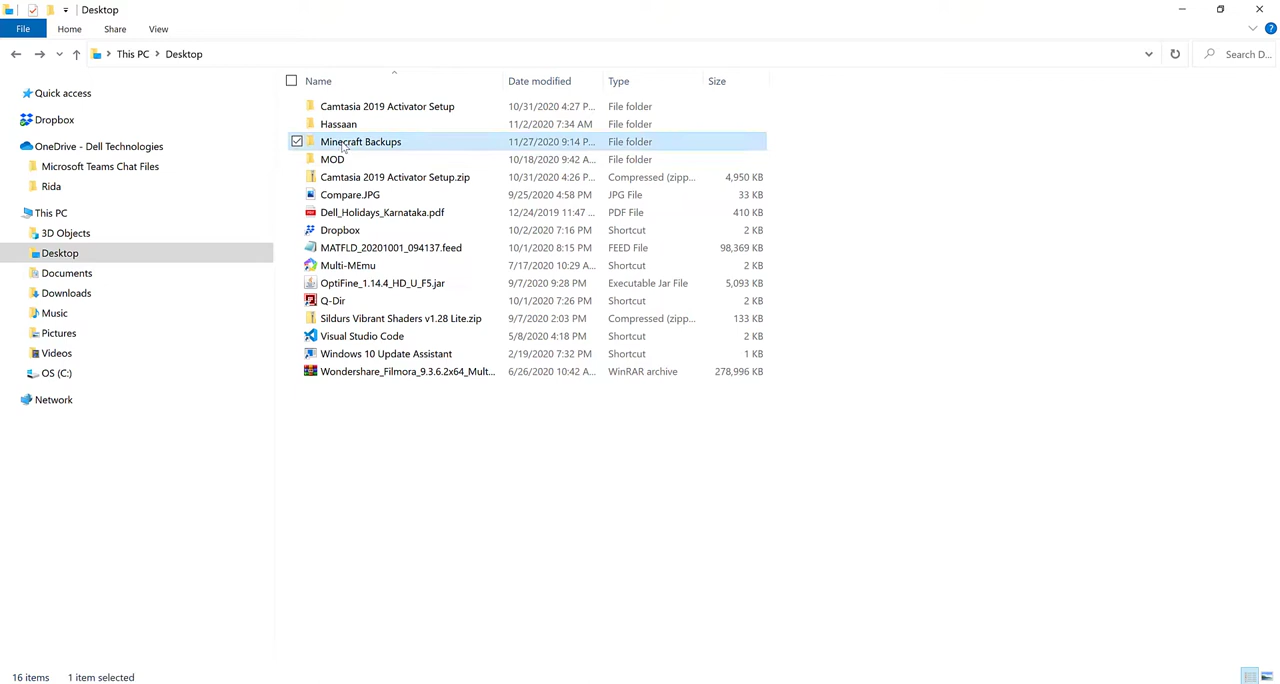 Desktop
File Home Share View
This PC Desktop Search D...
Name Date modified Type Size
Quick access
Dropbox
OneDrive - Dell Technologies
Microsoft Teams Chat Files
Rida
This PC
3D Objects
Desktop
Documents
Downloads
Music
Pictures
Videos
OS (C:)
Network
Camtasia 2019 Activator Setup 10/31/2020 4:27 P... File folder
Hassaan 11/2/2020 7:34 AM File folder
Minecraft Backups 11/27/2020 9:14 P... File folder
MOD 10/18/2020 9:42 A... File folder
Camtasia 2019 Activator Setup.zip 10/31/2020 4:26 P... Compressed (zipp... 4,950 KB
Compare.JPG 9/25/2020 4:58 PM JPG File 33 KB
Dell_Holidays_Karnataka.pdf 12/24/2019 11:47 ... PDF File 410 KB
Dropbox 10/2/2020 7:16 PM Shortcut 2 KB
MATFLD_20201001_094137.feed 10/1/2020 8:15 PM FEED File 98,369 KB
Multi-MEmu 7/17/2020 10:29 A... Shortcut 2 KB
OptiFine_1.14.4_HD_U_F5.jar 9/7/2020 9:28 PM Executable Jar File 5,093 KB
Q-Dir 10/1/2020 7:26 PM Shortcut 2 KB
Sildurs Vibrant Shaders v1.28 Lite.zip 9/7/2020 2:03 PM Compressed (zipp... 133 KB
Visual Studio Code 5/8/2020 4:18 PM Shortcut 2 KB
Windows 10 Update Assistant 2/19/2020 7:32 PM Shortcut 1 KB
Wondershare_Filmora_9.3.6.2x64_Mult... 6/26/2020 10:42 A... WinRAR archive 278,996 KB
16 items 1 item selected